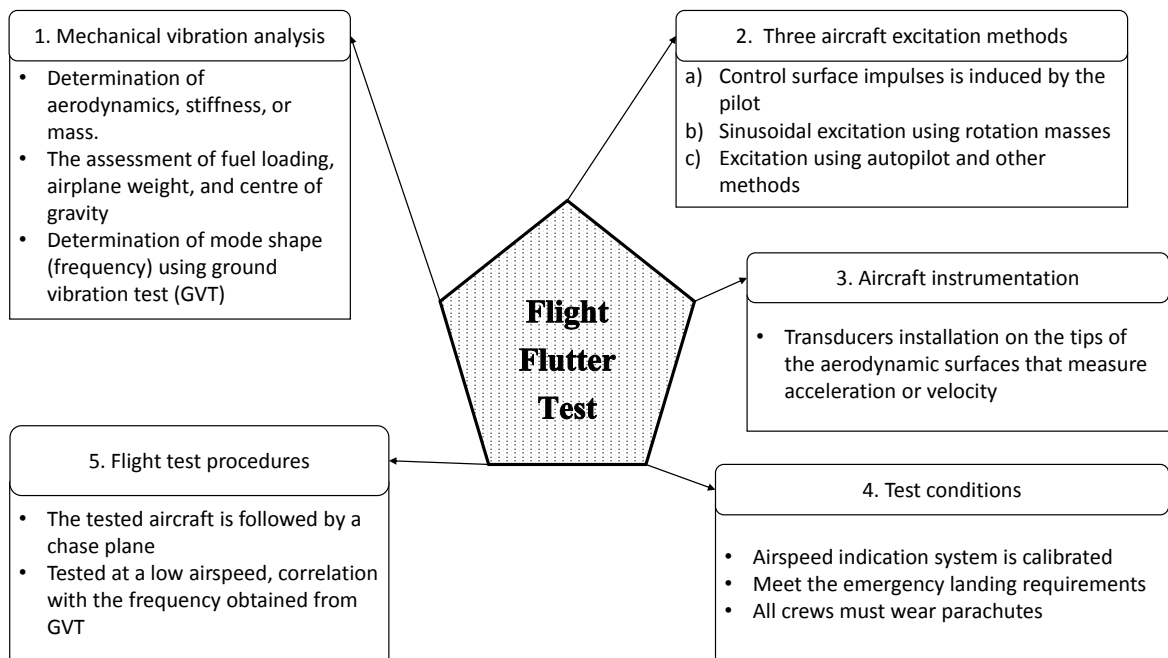 1. Mechanical vibration analysis
• Determination of
aerodynamics, stiffness, or
mass.
• The assessment of fuel loading,
airplane weight, and centre of
gravity
• Determination of mode shape
(frequency) using ground
vibration test (GVT)
2. Three aircraft excitation methods
a) Control surface impulses is induced by the
pilot
b) Sinusoidal excitation using rotation masses
c) Excitation using autopilot and other
methods
3. Aircraft instrumentation
• Transducers installation on the tips of
the aerodynamic surfaces that measure
acceleration or velocity
Flight
Flutter
Test
4. Test conditions
• Airspeed indication system is calibrated
• Meet the emergency landing requirements
• All crews must wear parachutes
5. Flight test procedures
• The tested aircraft is followed by a
chase plane
• Tested at a low airspeed, correlation
with the frequency obtained from
GVT